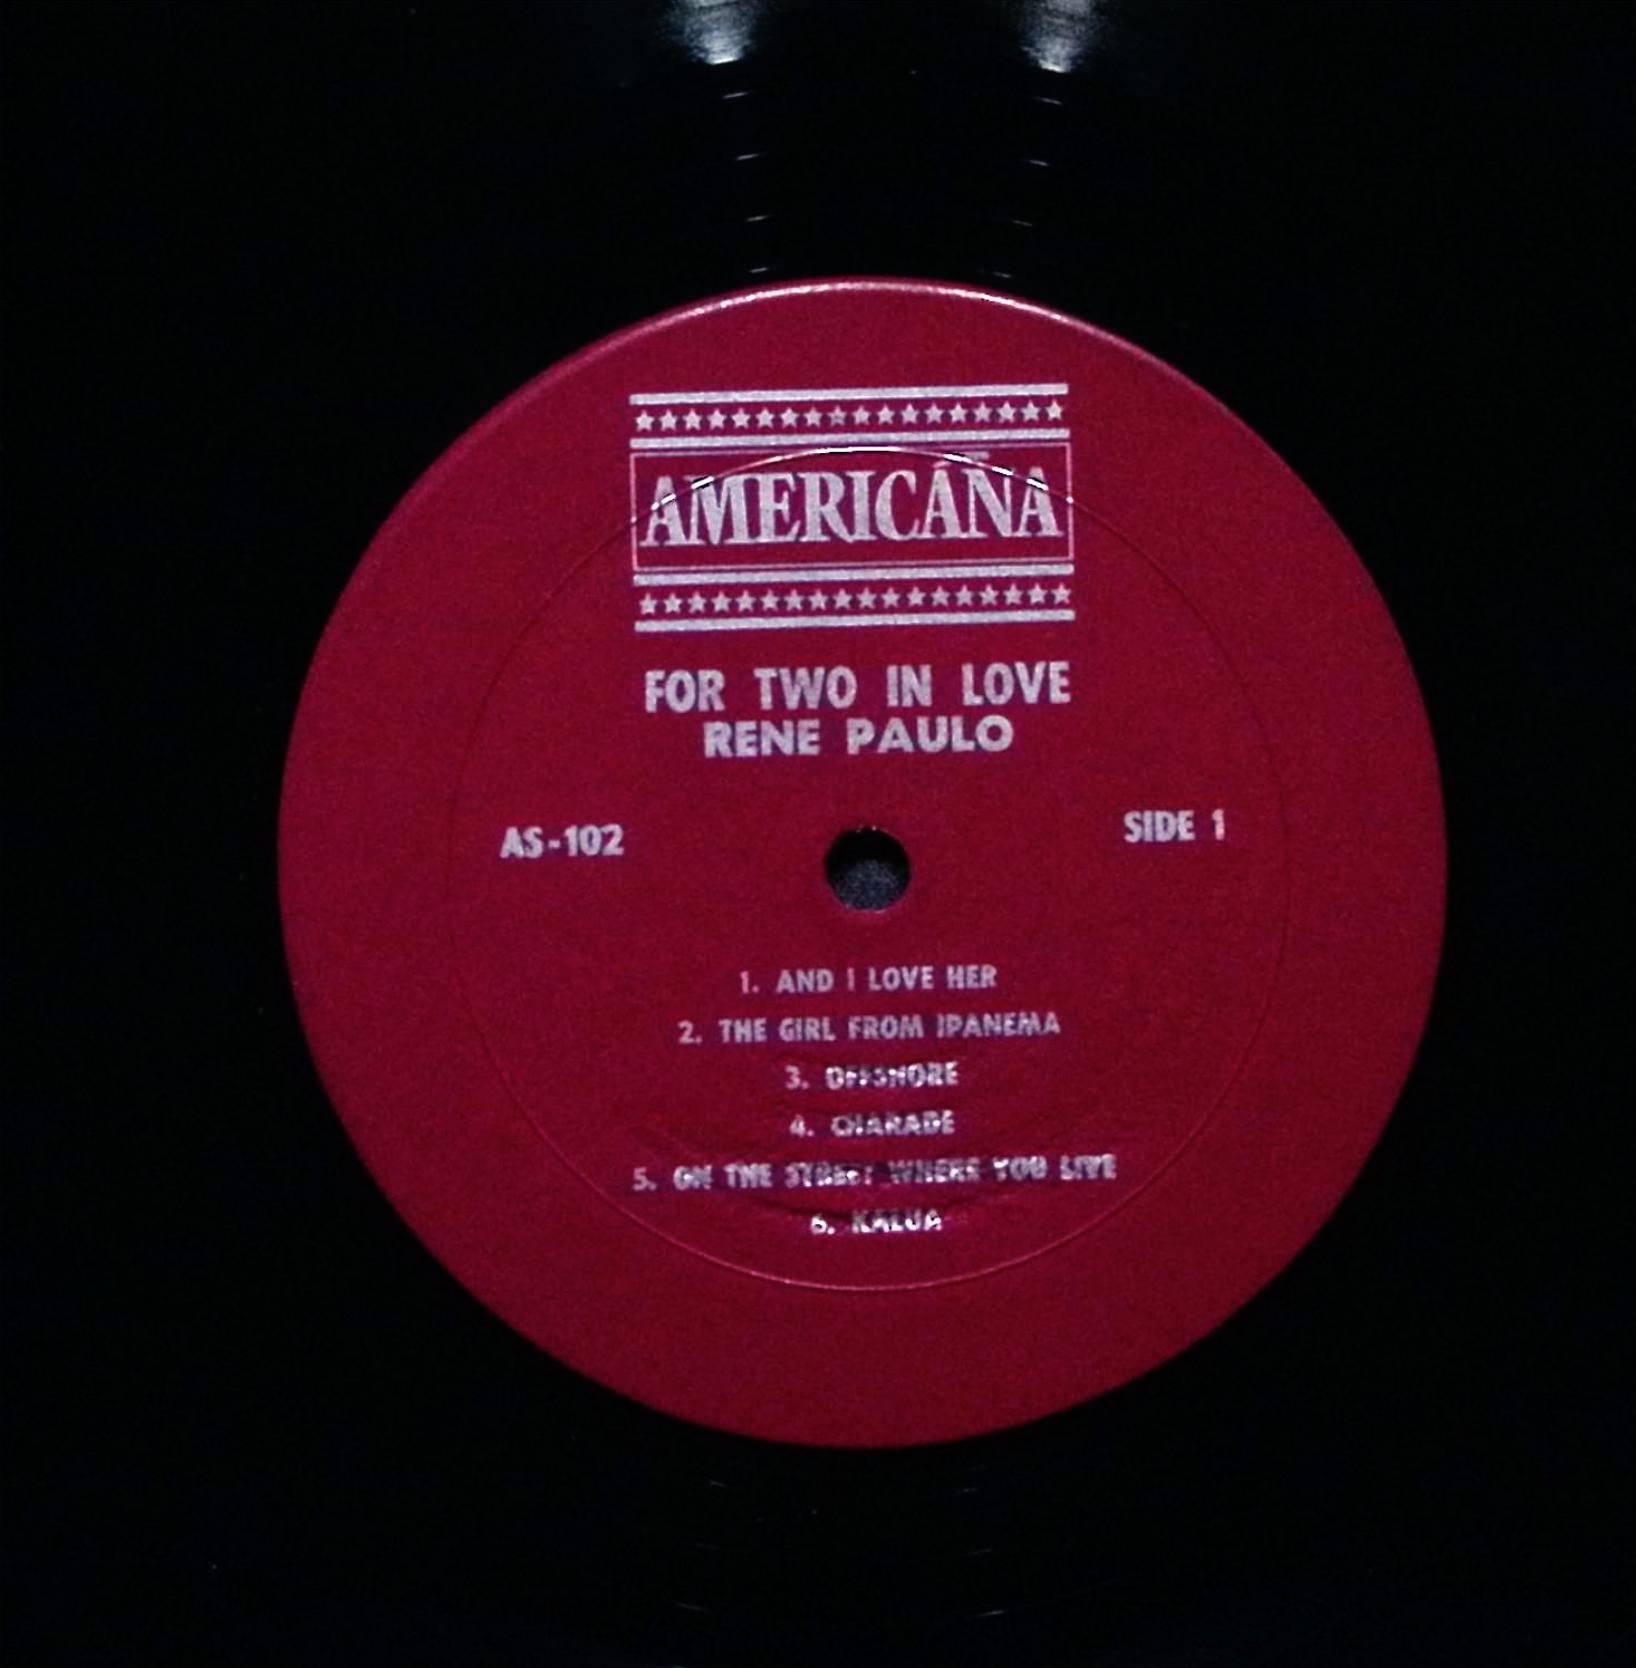 AMERICÁÑA
FOR TWO IN LOVE
RENE PAULO
AS-102
SIDE 1
1. AND I LOVE HER
2. THE GIRL FROM IPANEMA
3. OFFSHORE
4. CHARADE
5. ON THE STREET WHERE YOU LIVE
6. KALUA